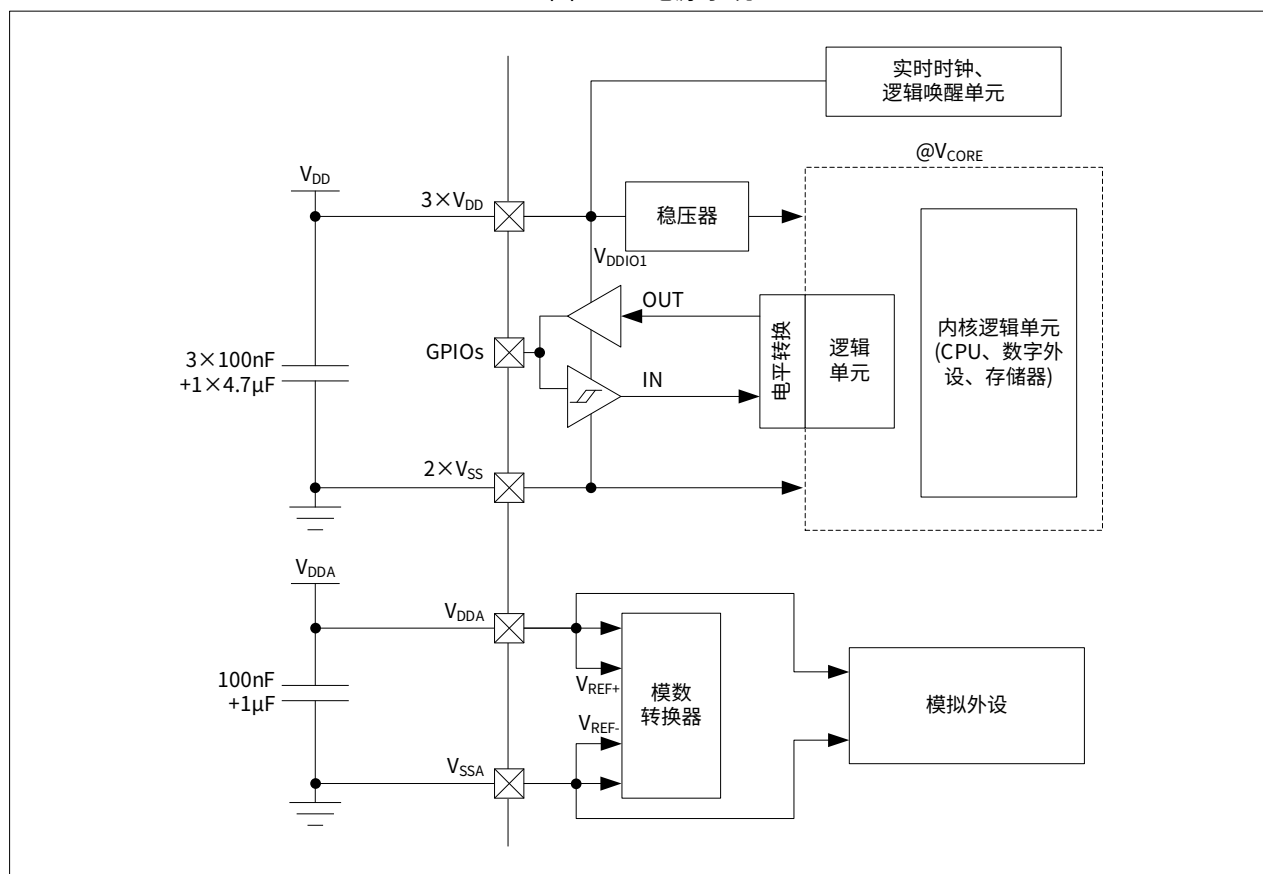 实时时钟、
逻辑唤醒单元
@VCORE
VDD
3×VDD
稳压器
VDDIO1
OUT
GPIOs
电平转换
逻辑
单元
内核逻辑单元
(CPU、数字外
设、存储器)
3×100nF
+1×4.7μF
IN
2×VSS
VDDA
VDDA
100nF
+1μF
VREF+
模数
转换器
模拟外设
VREF-
VSSA